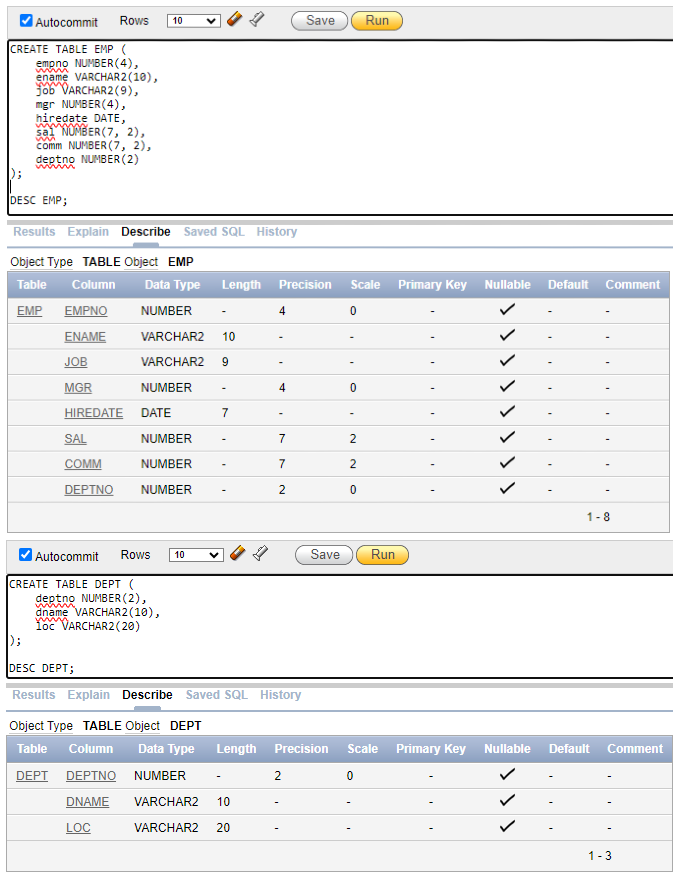 Autocommit Rows 10 Save Run
CREATE TABLE EMP (
empno NUMBER(4),
ename VARCHAR2(10),
job VARCHAR2(9),
mgr NUMBER(4),
hiredate DATE,
sal NUMBER(7, 2),
comm NUMBER(7, 2),
deptno NUMBER(2)
);
DESC EMP;
Results Explain Describe Saved SQL History
Object Type TABLE Object EMP
Table Column Data Type Length Precision Scale Primary Key Nullable Default Comment
EMP EMPNO NUMBER - 4 0 - ✓ - -
ENAME VARCHAR2 10 - - - ✓ - -
JOB VARCHAR2 9 - - - ✓ - -
MGR NUMBER - 4 0 - ✓ - -
HIREDATE DATE 7 - - - ✓ - -
SAL NUMBER - 7 2 - ✓ - -
COMM NUMBER - 7 2 - ✓ - -
DEPTNO NUMBER - 2 0 - ✓ - -
1 - 8
Autocommit Rows 10 Save Run
CREATE TABLE DEPT (
deptno NUMBER(2),
dname VARCHAR2(10),
loc VARCHAR2(20)
);
DESC DEPT;
Results Explain Describe Saved SQL History
Object Type TABLE Object DEPT
Table Column Data Type Length Precision Scale Primary Key Nullable Default Comment
DEPT DEPTNO NUMBER - 2 0 - ✓ - -
DNAME VARCHAR2 10 - - - ✓ - -
LOC VARCHAR2 20 - - - ✓ - -
1 - 3